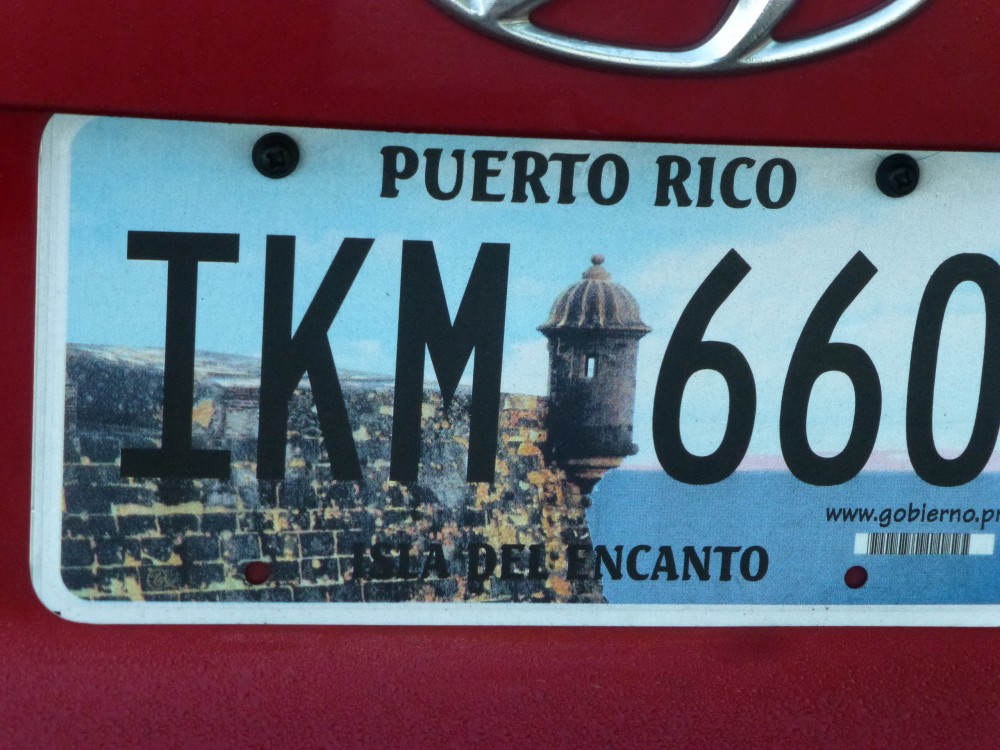 PUERTO RICO
IKM 660
www.gobierno.pr
ISLA DEL ENCANTO